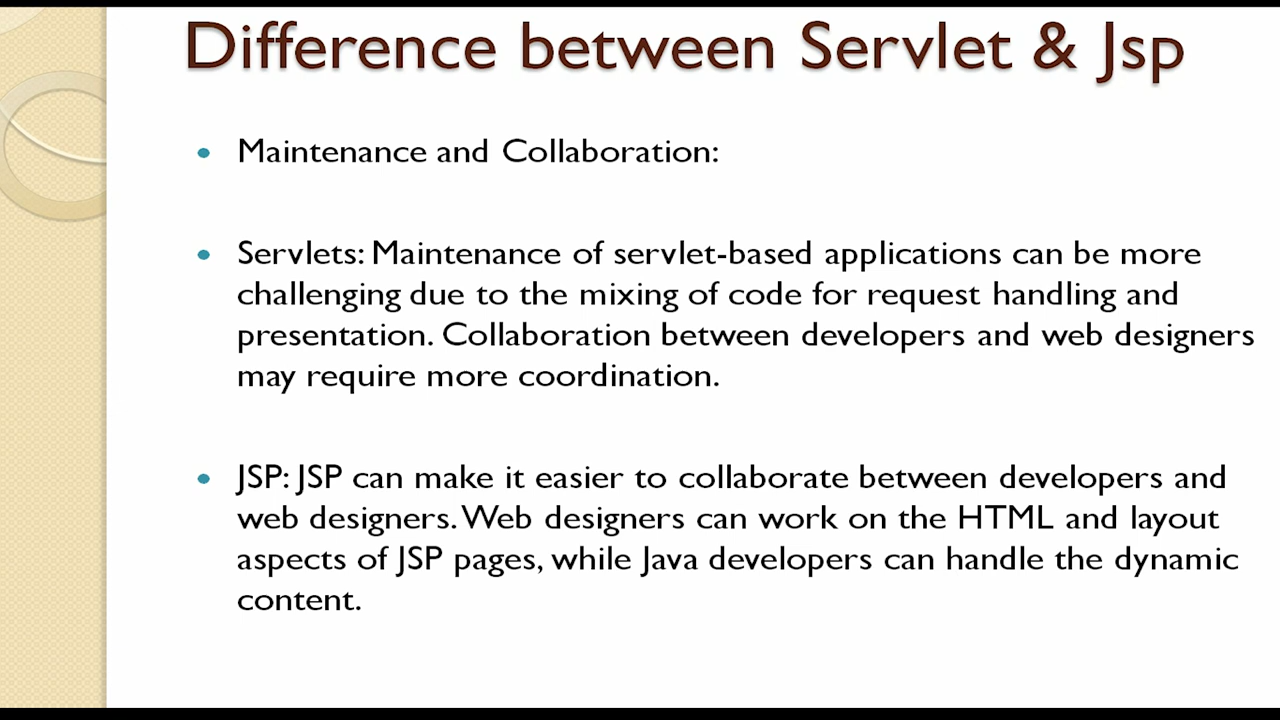 Difference between Servlet & Jsp
Maintenance and Collaboration:
Servlets: Maintenance of servlet-based applications can be more
challenging due to the mixing of code for request handling and
presentation. Collaboration between developers and web designers
may require more coordination.
JSP: JSP can make it easier to collaborate between developers and
web designers. Web designers can work on the HTML and layout
aspects of JSP pages, while Java developers can handle the dynamic
content.